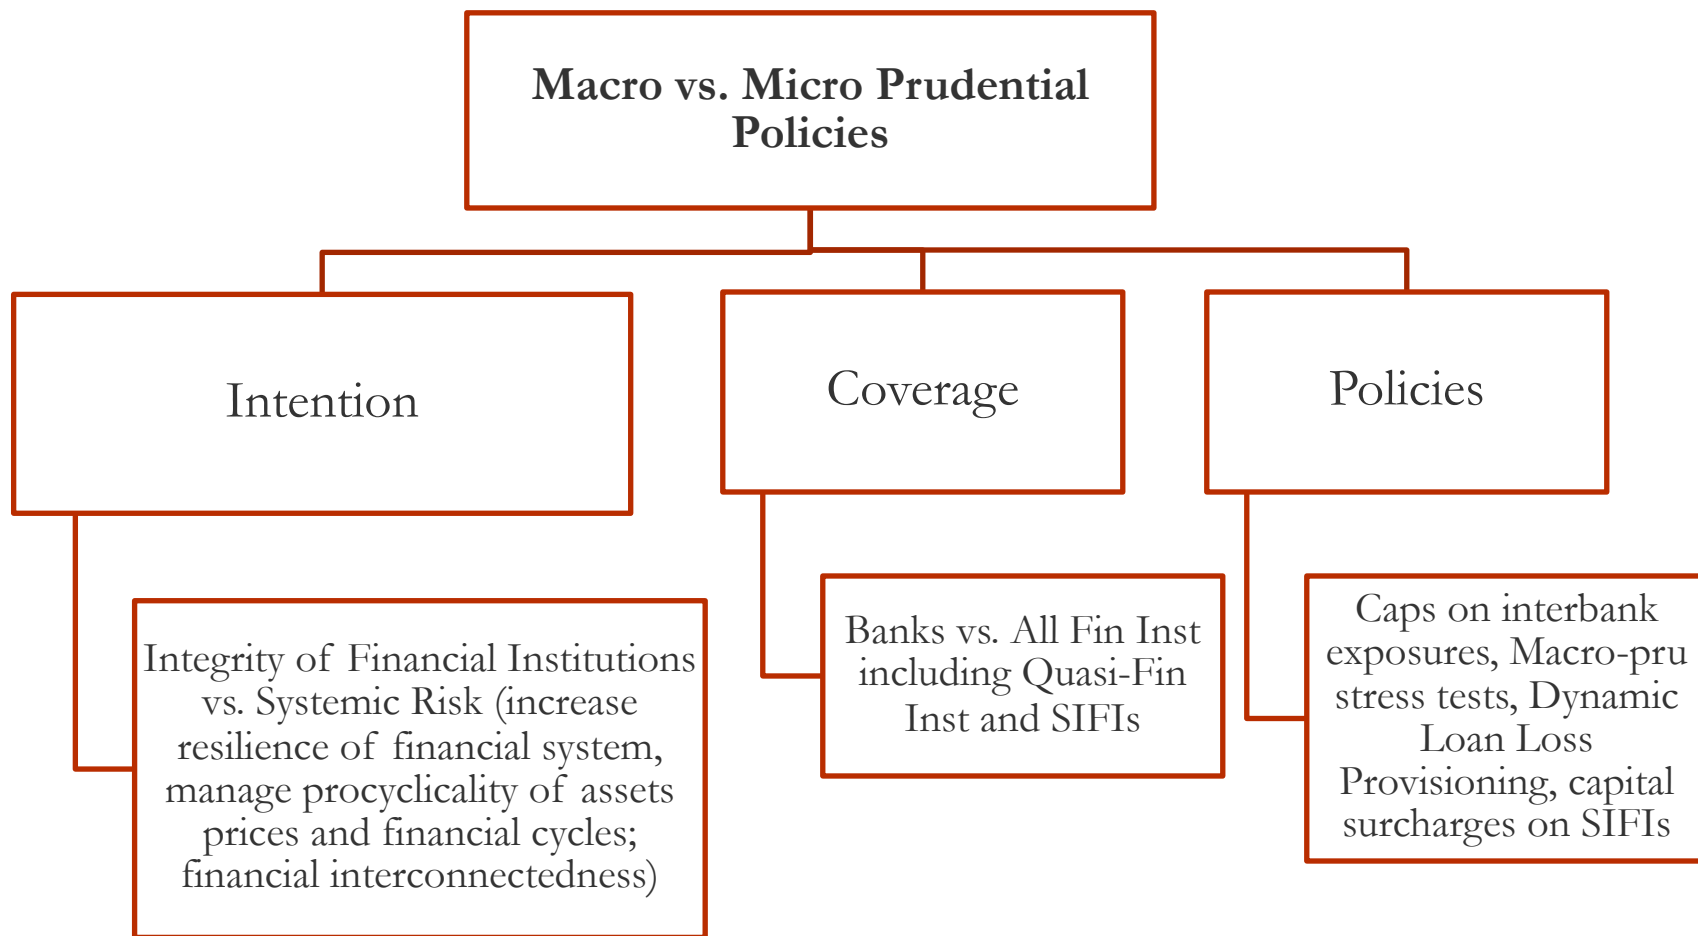 Macro vs. Micro Prudential
Policies
Intention
Coverage
Policies
Integrity of Financial Institutions
vs. Systemic Risk (increase
resilience of financial system,
manage procyclicality of assets
prices and financial cycles;
financial interconnectedness)
Banks vs. All Fin Inst
including Quasi-Fin
Inst and SIFIs
Caps on interbank
exposures, Macro-pru
stress tests, Dynamic
Loan Loss
Provisioning, capital
surcharges on SIFIs